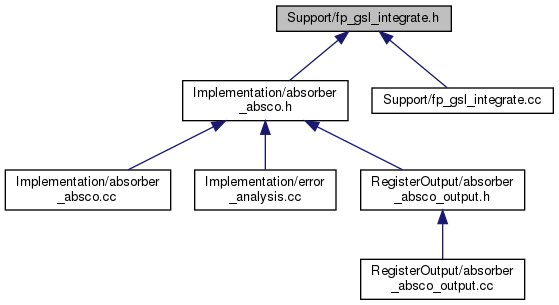 Support/fp_gsl_integrate.h
Implementation/absorber
_absco.h
Support/fp_gsl_integrate.cc
Implementation/absorber
_absco.cc
Implementation/error
_analysis.cc
RegisterOutput/absorber
_absco_output.h
RegisterOutput/absorber
_absco_output.cc